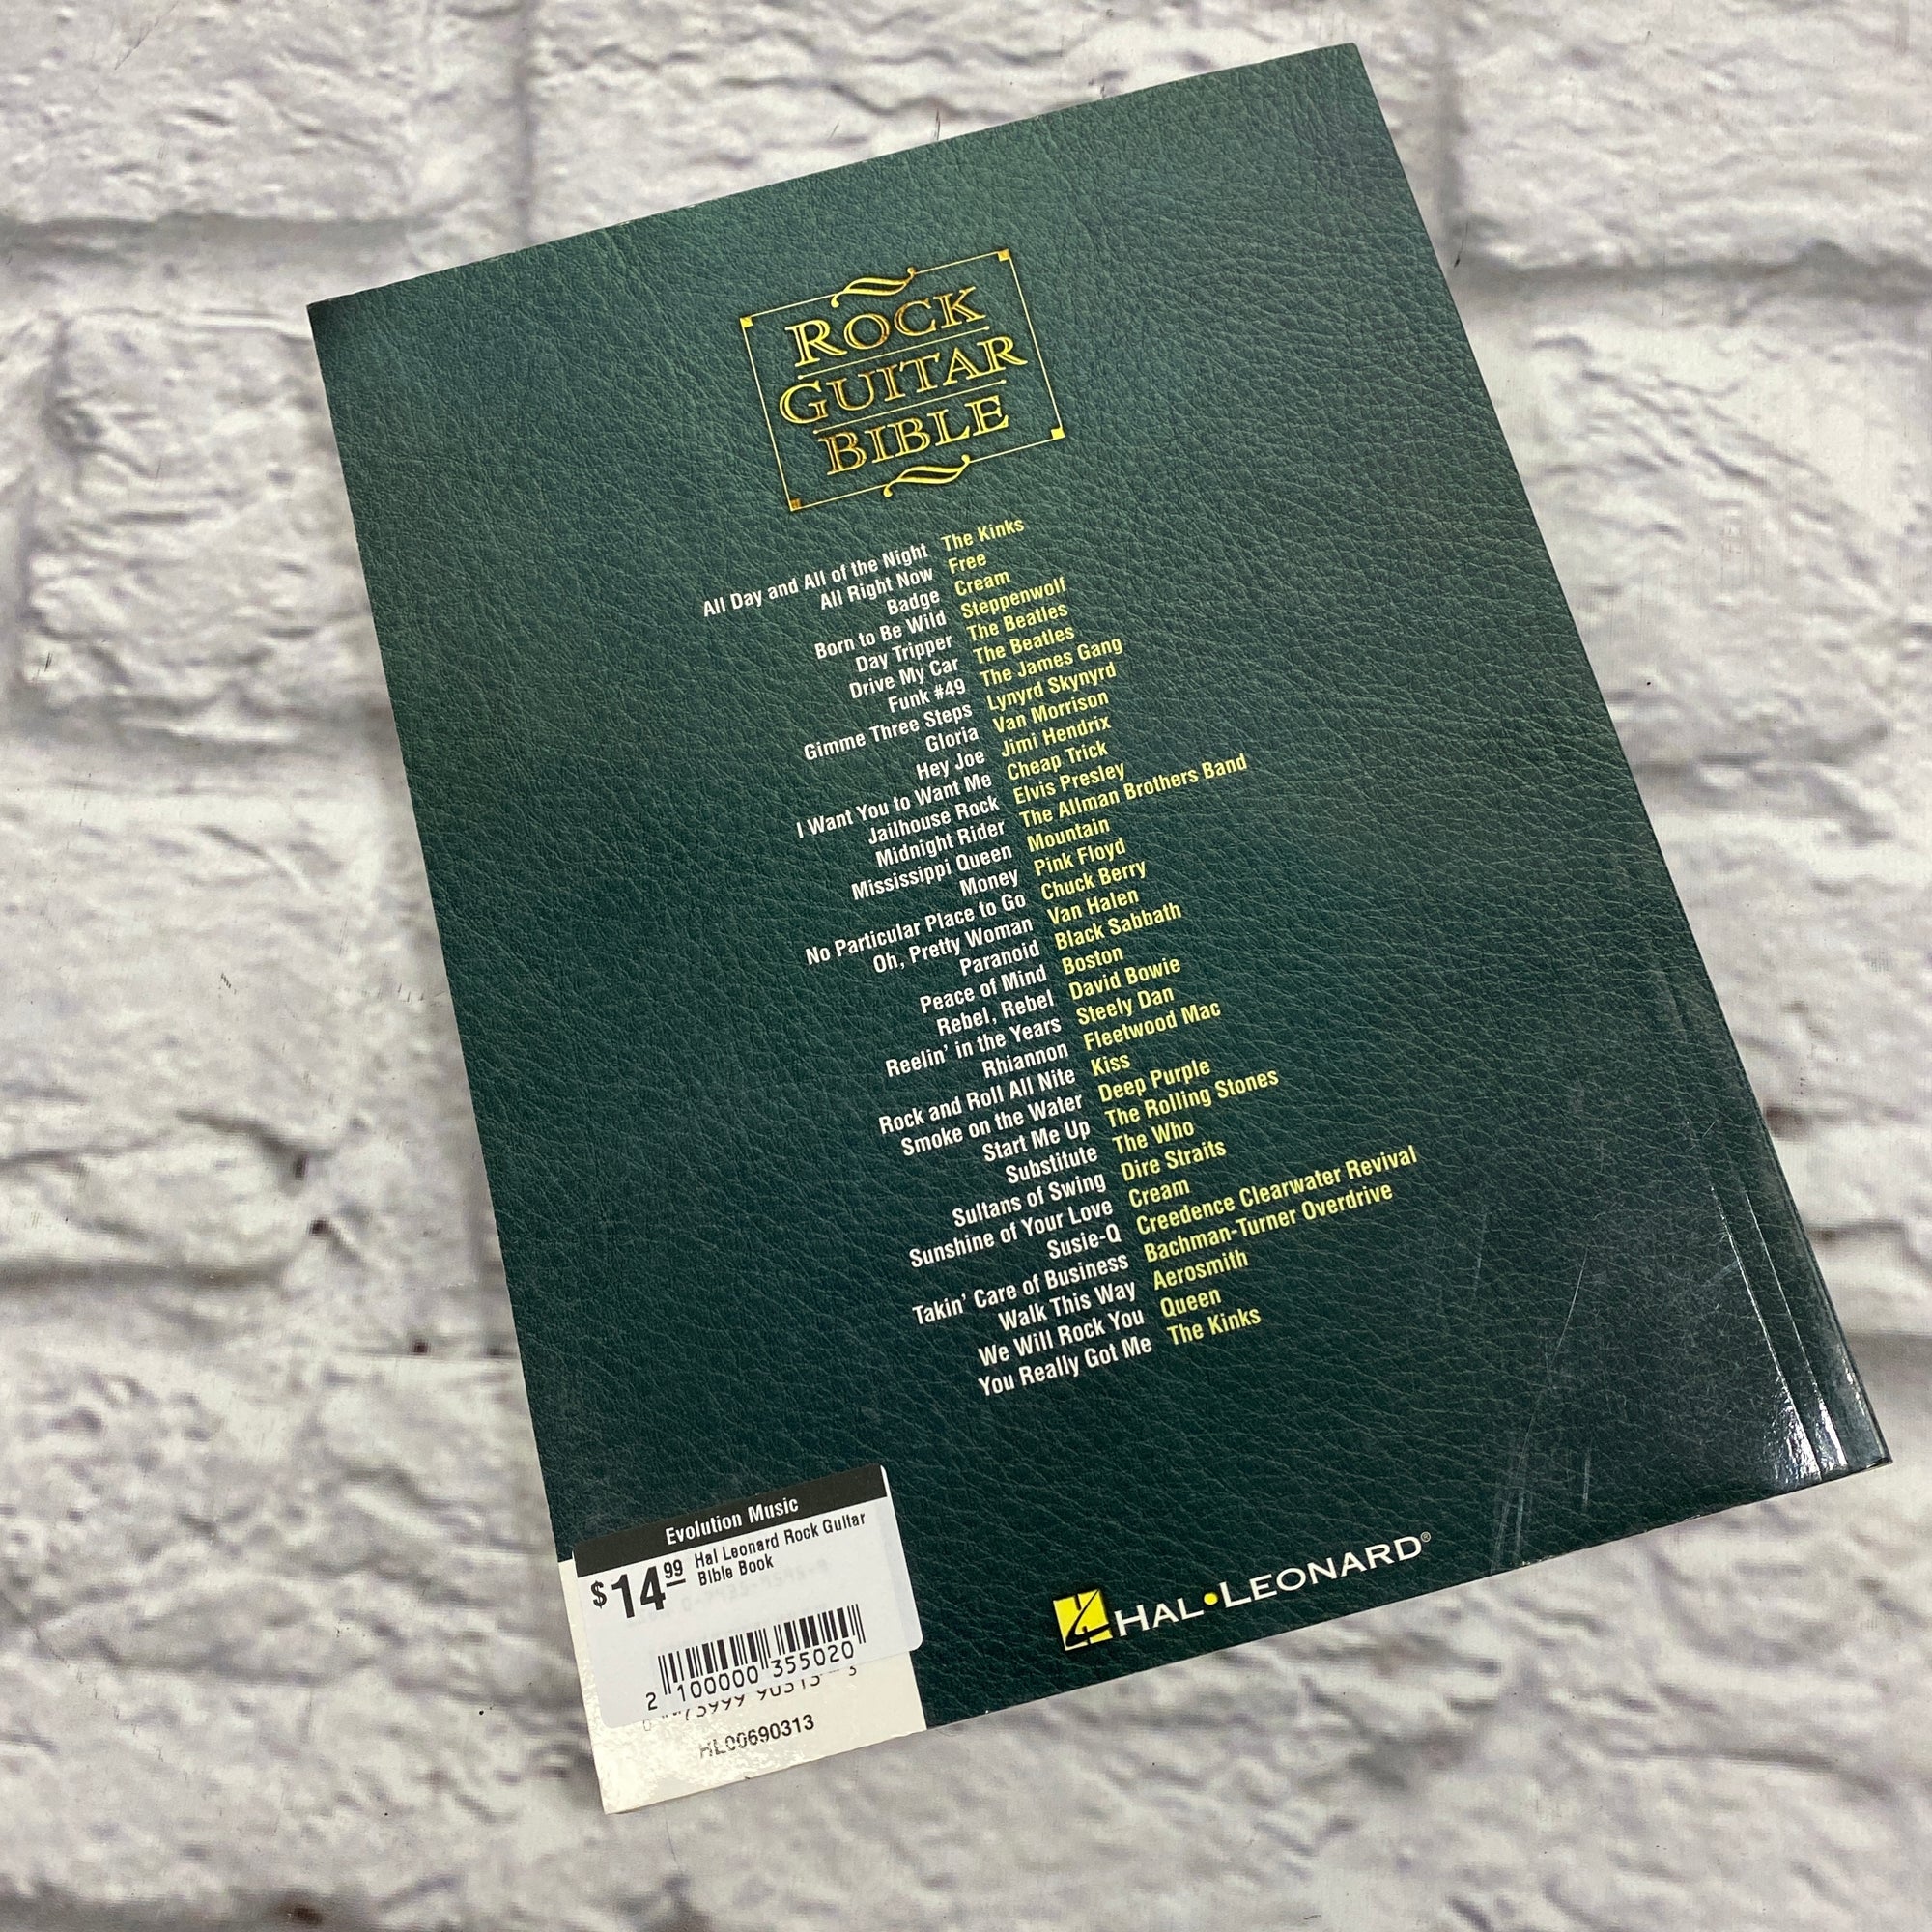 ROCK
GUITAR
BIBLE
All Day and All of the Night The Kinks
All Right Now Free
Badge Cream
Born to Be Wild Steppenwolf
Day Tripper The Beatles
Drive My Car The Beatles
Funk #49 The James Gang
Gimme Three Steps Lynyrd Skynyrd
Gloria Van Morrison
Hey Joe Jimi Hendrix
I Want You to Want Me Cheap Trick
Jailhouse Rock Elvis Presley
Midnight Rider The Allman Brothers Band
Mississippi Queen Mountain
Money Pink Floyd
No Particular Place to Go Chuck Berry
Oh, Pretty Woman Van Halen
Paranoid Black Sabbath
Peace of Mind Boston
Rebel, Rebel David Bowie
Reelin' in the Years Steely Dan
Rhiannon Fleetwood Mac
Rock and Roll All Nite Kiss
Smoke on the Water Deep Purple
Start Me Up The Rolling Stones
Substitute The Who
Sultans of Swing Dire Straits
Sunshine of Your Love Cream
Susie-Q Creedence Clearwater Revival
Takin' Care of Business Bachman-Turner Overdrive
Walk This Way Aerosmith
We Will Rock You Queen
You Really Got Me The Kinks
Evolution Music
$14.99 Hal Leonard Rock Guitar
Bible Book
2 100000 355020
HL00690313
HAL•LEONARD®